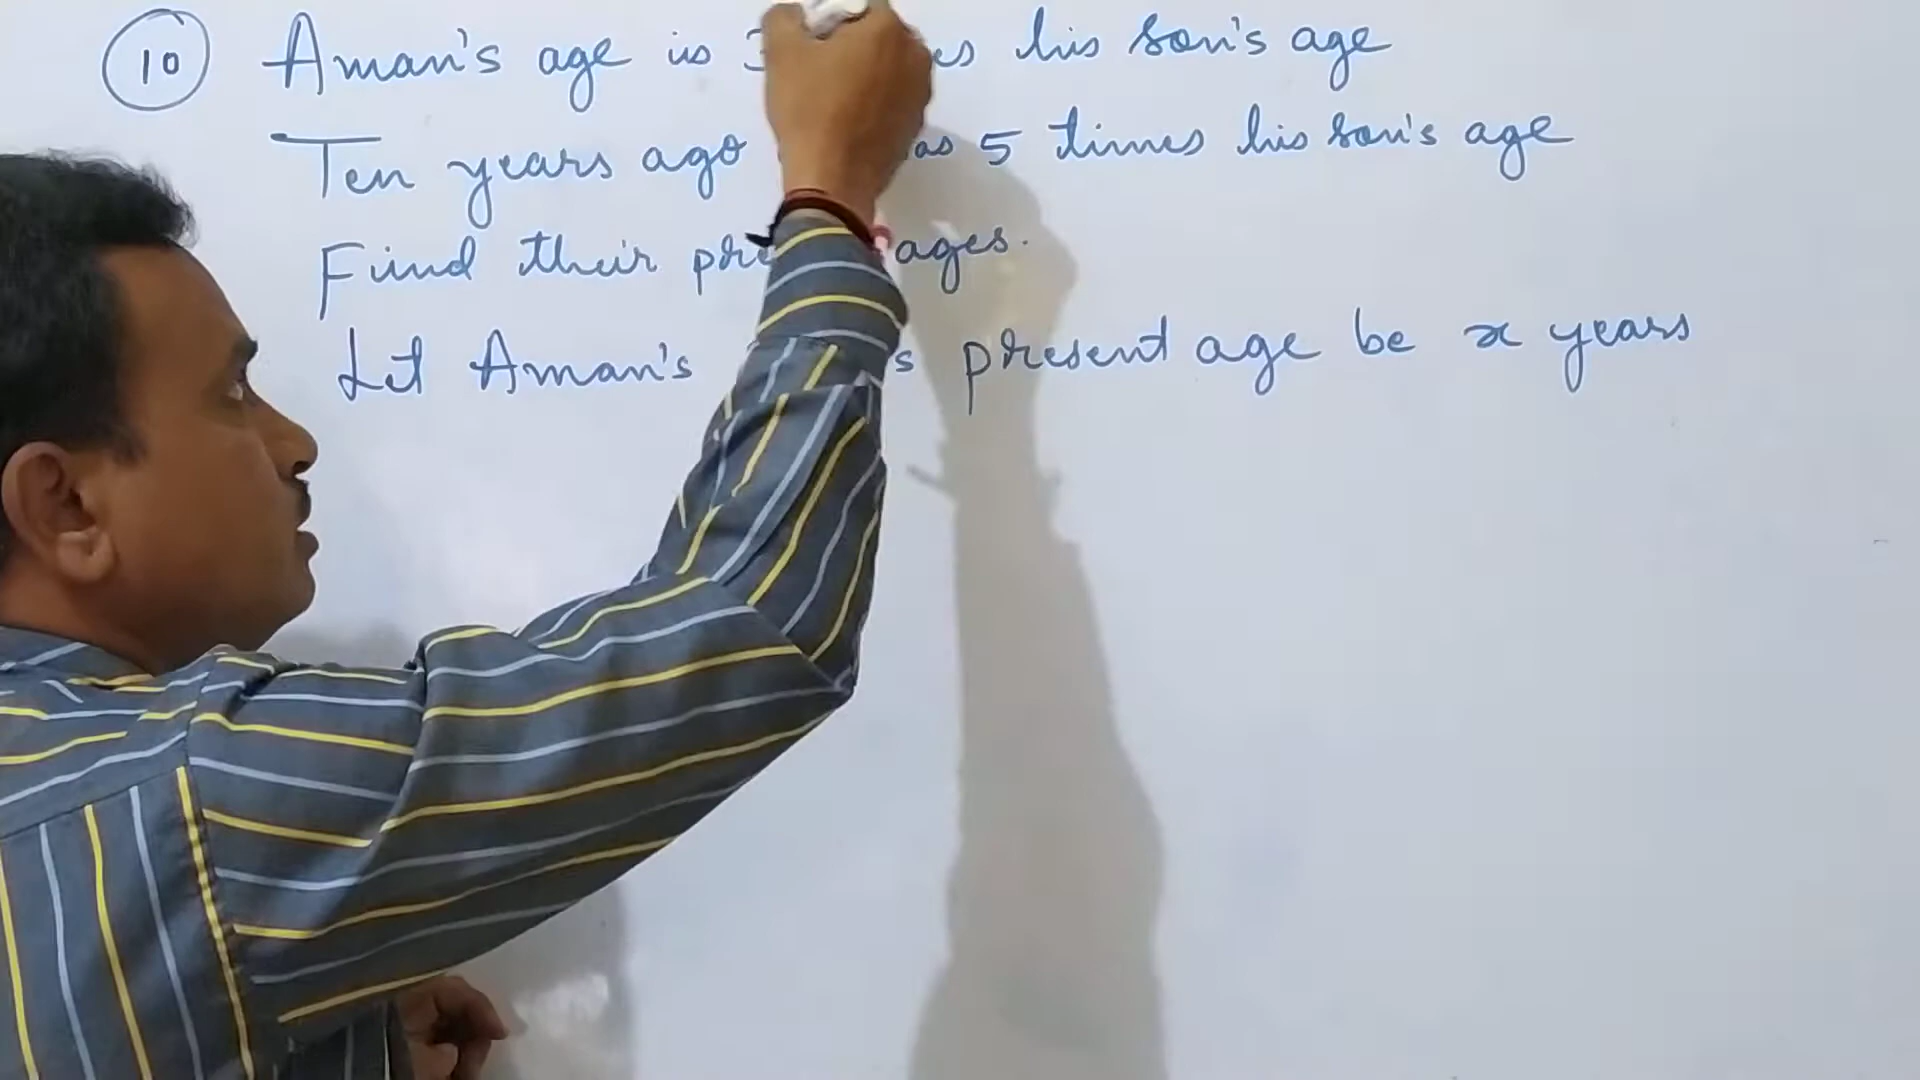 10 Aman's age is 3 his son's age
Ten years ago 5 times his son's age
Find their ages.
Let Aman's present age be x years